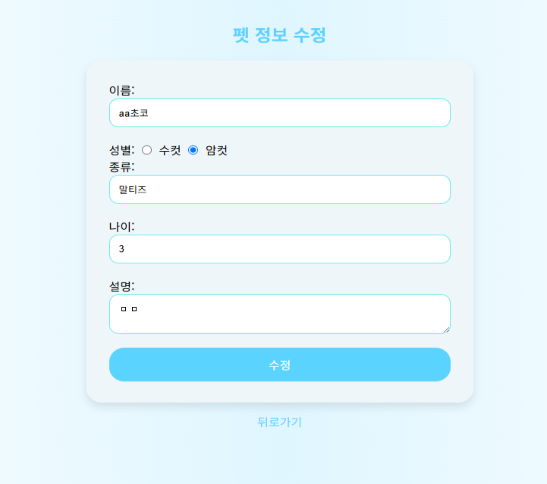 펫 정보 수정
이름:
aa초코
성별: 수컷 암컷
종류:
말티즈
나이:
3
설명:
ㅁㅁ
수정
뒤로가기